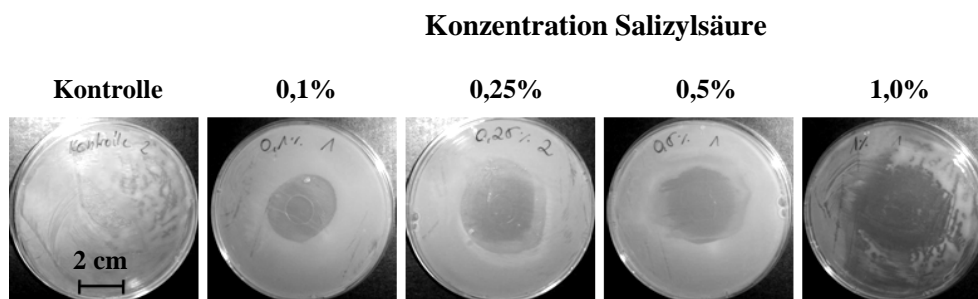 Konzentration Salizylsäure
Kontrolle 0,1% 0,25% 0,5% 1,0%
Kontrolle 2 0,1% 1 0,25% 2 0,5% 1 1% 1
2 cm